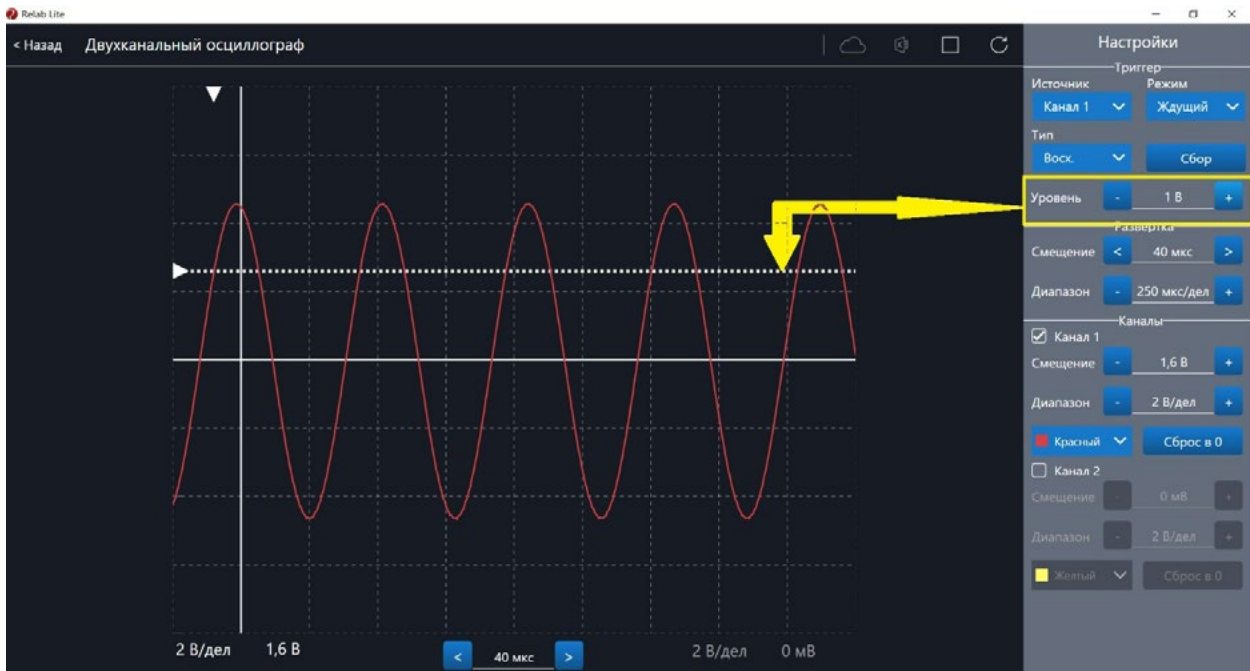 Relab Lite
< Назад Двухканальный осциллограф
Настройки
Триггер
Источник Режим
Канал 1 Ждущий
Тип
Восх. Сбор
Уровень - 1 В +
Развертка
Смещение < 40 мкс >
Диапазон - 250 мкс/дел +
Каналы
Канал 1
Смещение - 1,6 В +
Диапазон - 2 В/дел +
Красный Сброс в 0
Канал 2
Смещение - 0 мВ +
Диапазон - 2 В/дел +
Желтый Сброс в 0
2 В/дел 1,6 В < 40 мкс > 2 В/дел 0 мВ